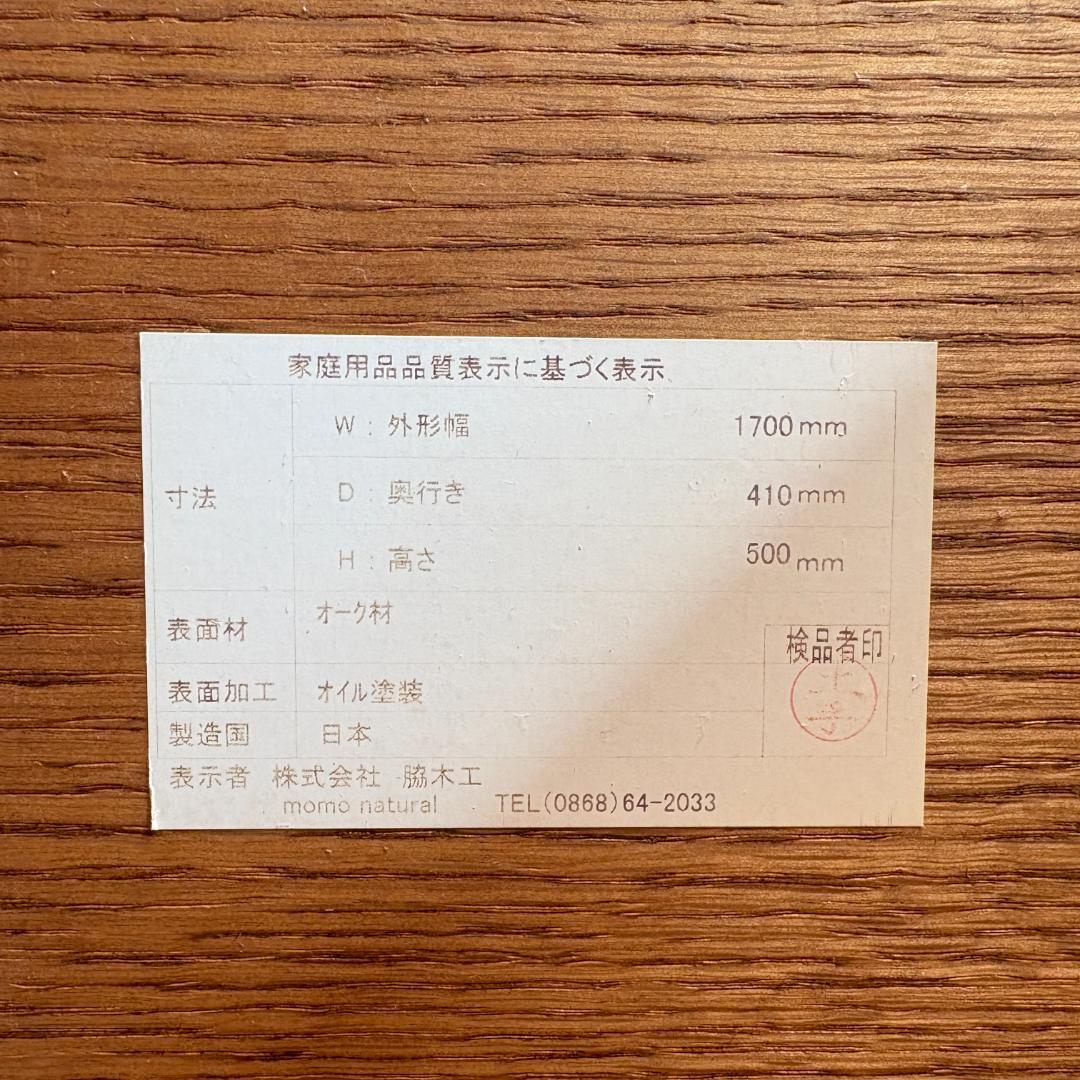 家庭用品品質表示に基づく表示
寸法
W : 外形幅 1700mm
D : 奥行き 410mm
H : 高さ 500mm
表面材 オーク材
検品者印
表面加工 オイル塗装
製造国 日本
表示者 株式会社 脇木工
momo natural TEL(0868)64-2033